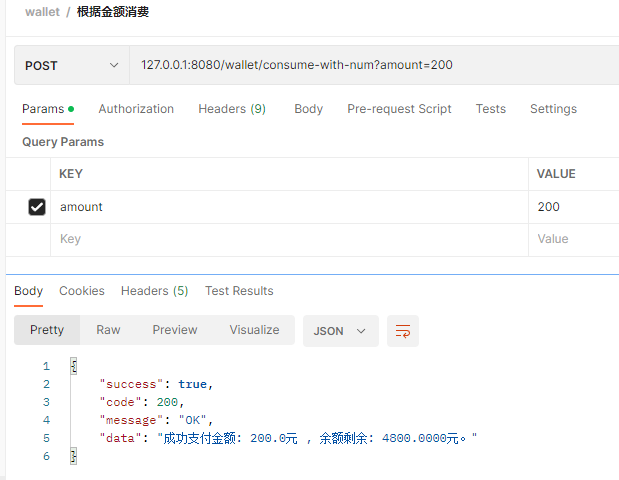 wallet / 根据金额消费
POST 127.0.0.1:8080/wallet/consume-with-num?amount=200
Params Authorization Headers (9) Body Pre-request Script Tests Settings
Query Params
KEY VALUE
amount 200
Key Value
Body Cookies Headers (5) Test Results
Pretty Raw Preview Visualize JSON
1 {
2 "success": true,
3 "code": 200,
4 "message": "OK",
5 "data": "成功支付金额: 200.0元 , 余额剩余: 4800.0000元。"
6 }